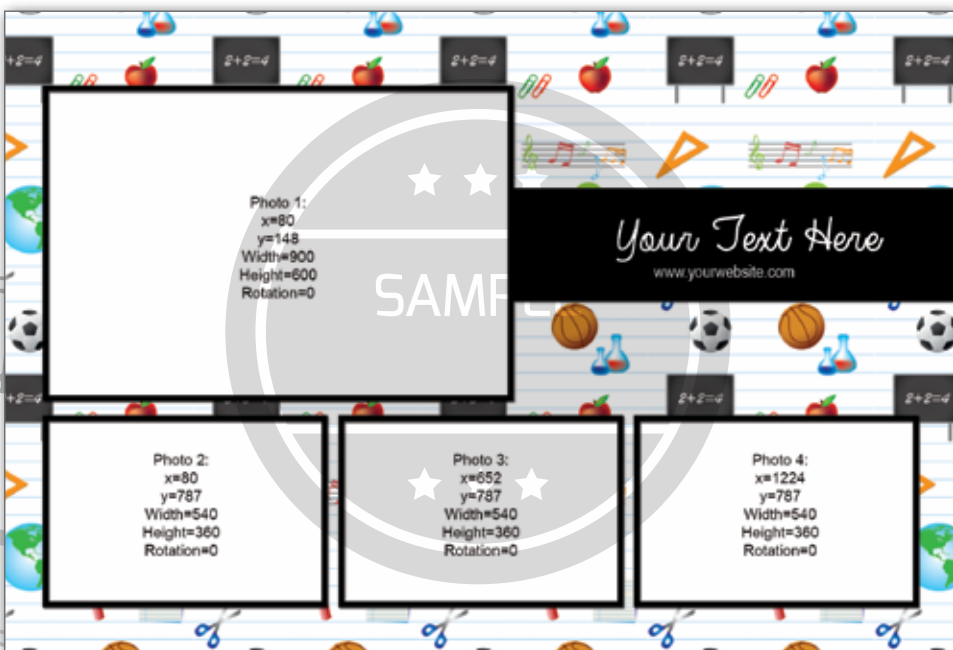 +2=4
2+2=4
2+2=4
2+2=4
2+2=4
Photo 1:
x=80
y=148
Width=900
Height=600
Rotation=0
Your Text Here
www.yourwebsite.com
SAMPLE
+2=4
2+2=4
2+2=4
Photo 2:
x=80
y=787
Width=540
Height=360
Rotation=0
Photo 3:
x=652
y=787
Width=540
Height=360
Rotation=0
Photo 4:
x=1224
y=787
Width=540
Height=360
Rotation=0